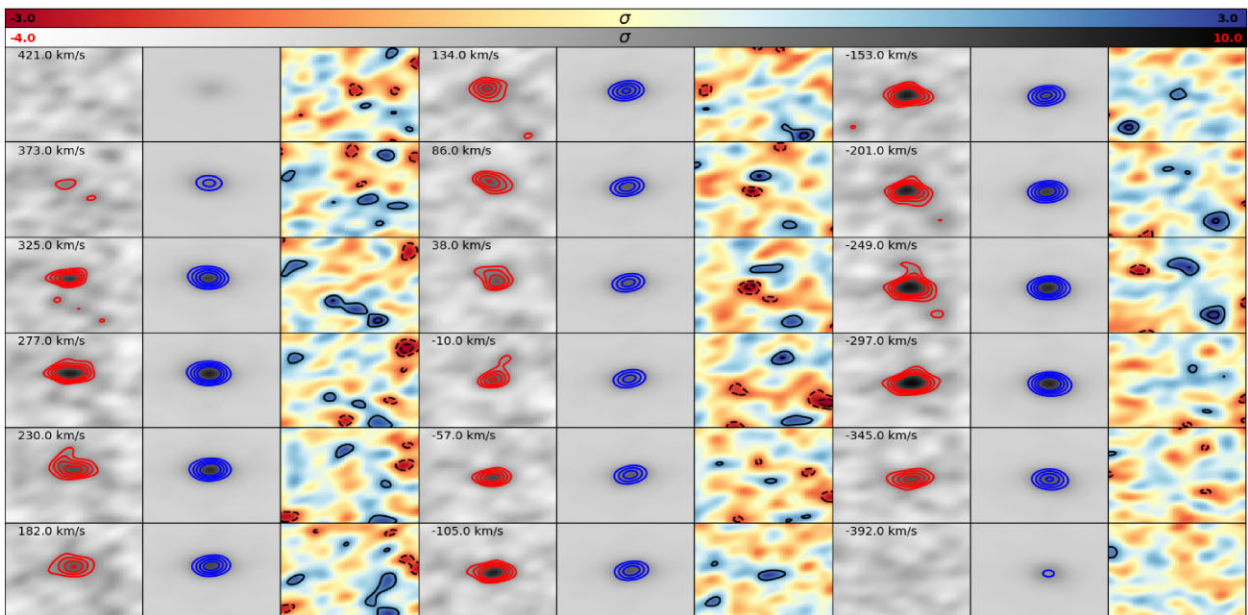 -3.0 σ 3.0
-4.0 σ 10.0
421.0 km/s 134.0 km/s -153.0 km/s
373.0 km/s 86.0 km/s -201.0 km/s
325.0 km/s 38.0 km/s -249.0 km/s
277.0 km/s -10.0 km/s -297.0 km/s
230.0 km/s -57.0 km/s -345.0 km/s
182.0 km/s -105.0 km/s -392.0 km/s